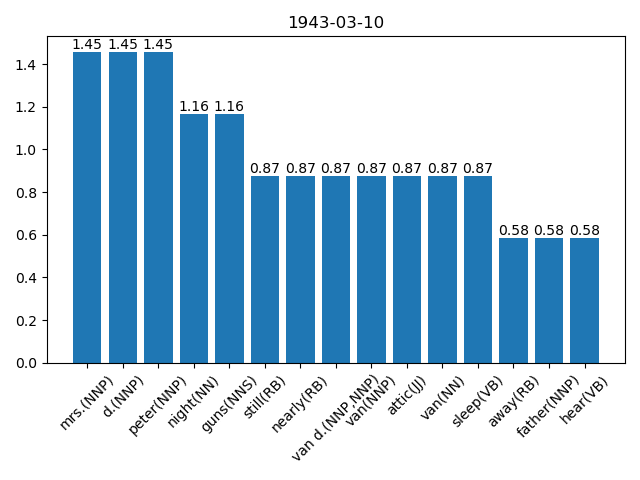 1943-03-10
1.45 1.45 1.45
1.16 1.16
0.87 0.87 0.87 0.87 0.87 0.87 0.87
0.58 0.58 0.58
1.4
1.2
1.0
0.8
0.6
0.4
0.2
0.0
mrs.(NNP)
d.(NNP)
peter(NNP)
night(NN)
guns(NNS)
still(RB)
nearly(RB)
van d.(NNP,NNP)
van(NNP)
attic(JJ)
van(NN)
sleep(VB)
away(RB)
father(NNP)
hear(VB)